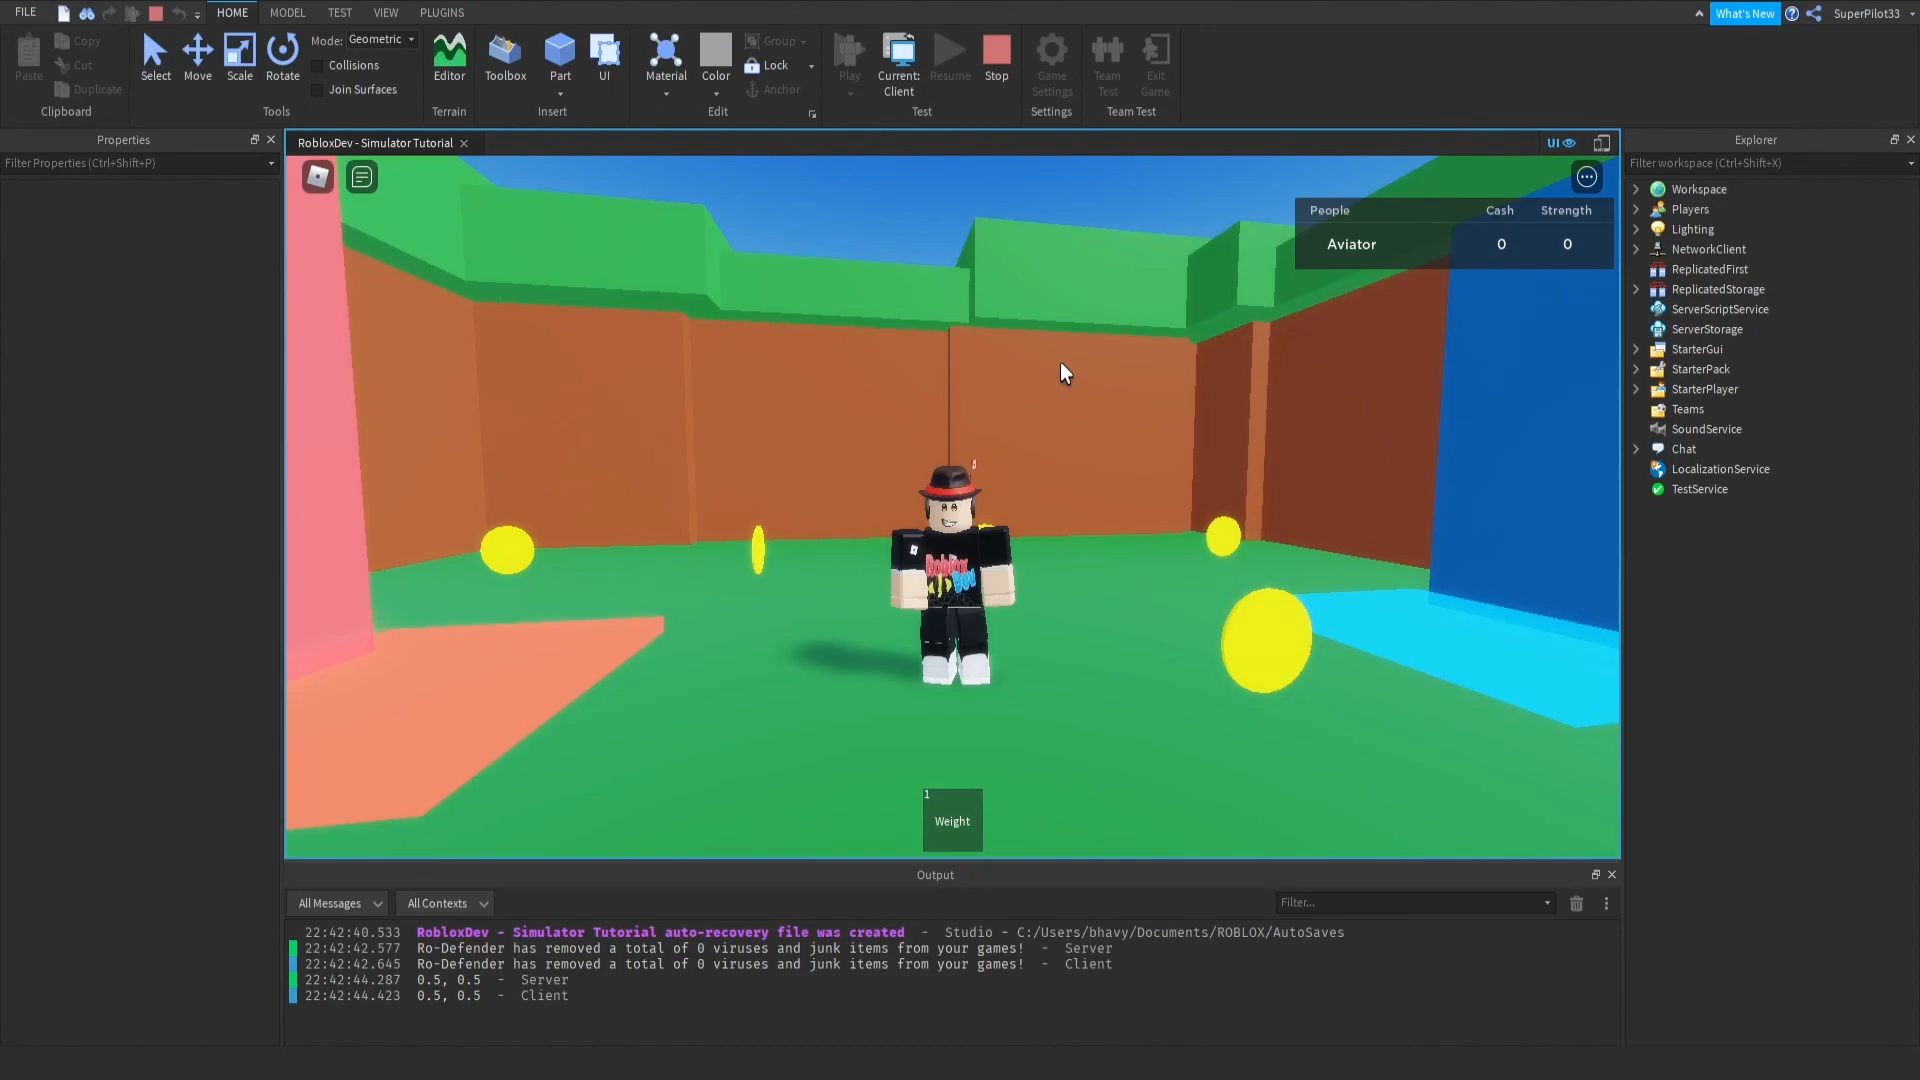 FILE
HOME
MODEL
TEST
VIEW
PLUGINS
What's New
SuperPilot33
Paste
Copy
Cut
Duplicate
Clipboard
Select
Move
Scale
Rotate
Mode: Geometric
Collisions
Join Surfaces
Tools
Editor
Terrain
Toolbox
Part
UI
Insert
Material
Color
Group
Lock
Anchor
Edit
Play
Current:
Client
Resume
Stop
Test
Game
Settings
Settings
Team
Test
Exit
Game
Team Test
Properties
Filter Properties (Ctrl+Shift+P)
RobloxDev - Simulator Tutorial
UI
People Cash Strength
Aviator 0 0
Roblox
Dev
1
Weight
Explorer
Filter workspace (Ctrl+Shift+X)
Workspace
Players
Lighting
NetworkClient
ReplicatedFirst
ReplicatedStorage
ServerScriptService
ServerStorage
StarterGui
StarterPack
StarterPlayer
Teams
SoundService
Chat
LocalizationService
TestService
Output
All Messages
All Contexts
Filter...
22:42:40.533 RobloxDev - Simulator Tutorial auto-recovery file was created - Studio - C:/Users/bhavy/Documents/ROBLOX/AutoSaves
22:42:42.577 Ro-Defender has removed a total of 0 viruses and junk items from your games! - Server
22:42:42.645 Ro-Defender has removed a total of 0 viruses and junk items from your games! - Client
22:42:44.287 0.5, 0.5 - Server
22:42:44.423 0.5, 0.5 - Client